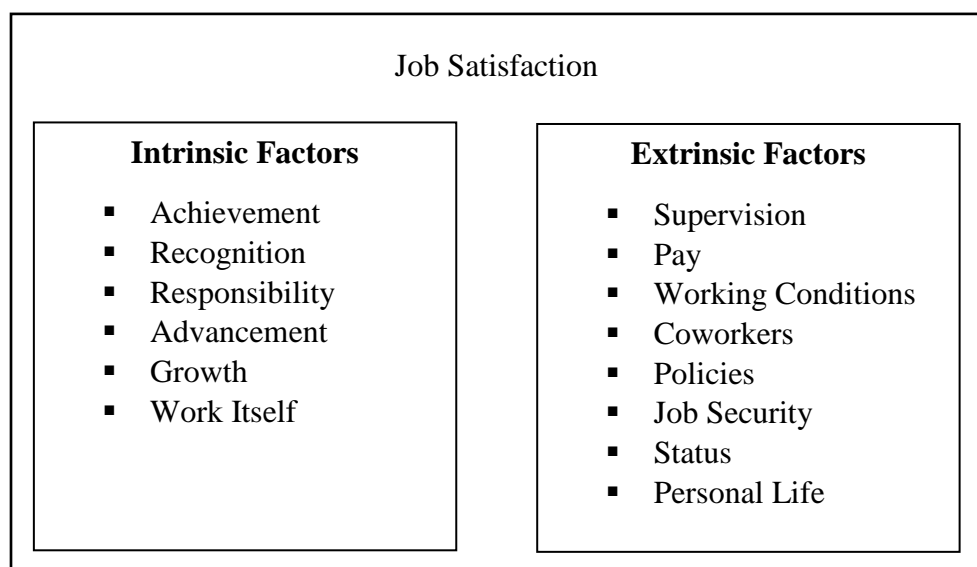 Job Satisfaction
Intrinsic Factors
▪ Achievement
▪ Recognition
▪ Responsibility
▪ Advancement
▪ Growth
▪ Work Itself
Extrinsic Factors
▪ Supervision
▪ Pay
▪ Working Conditions
▪ Coworkers
▪ Policies
▪ Job Security
▪ Status
▪ Personal Life